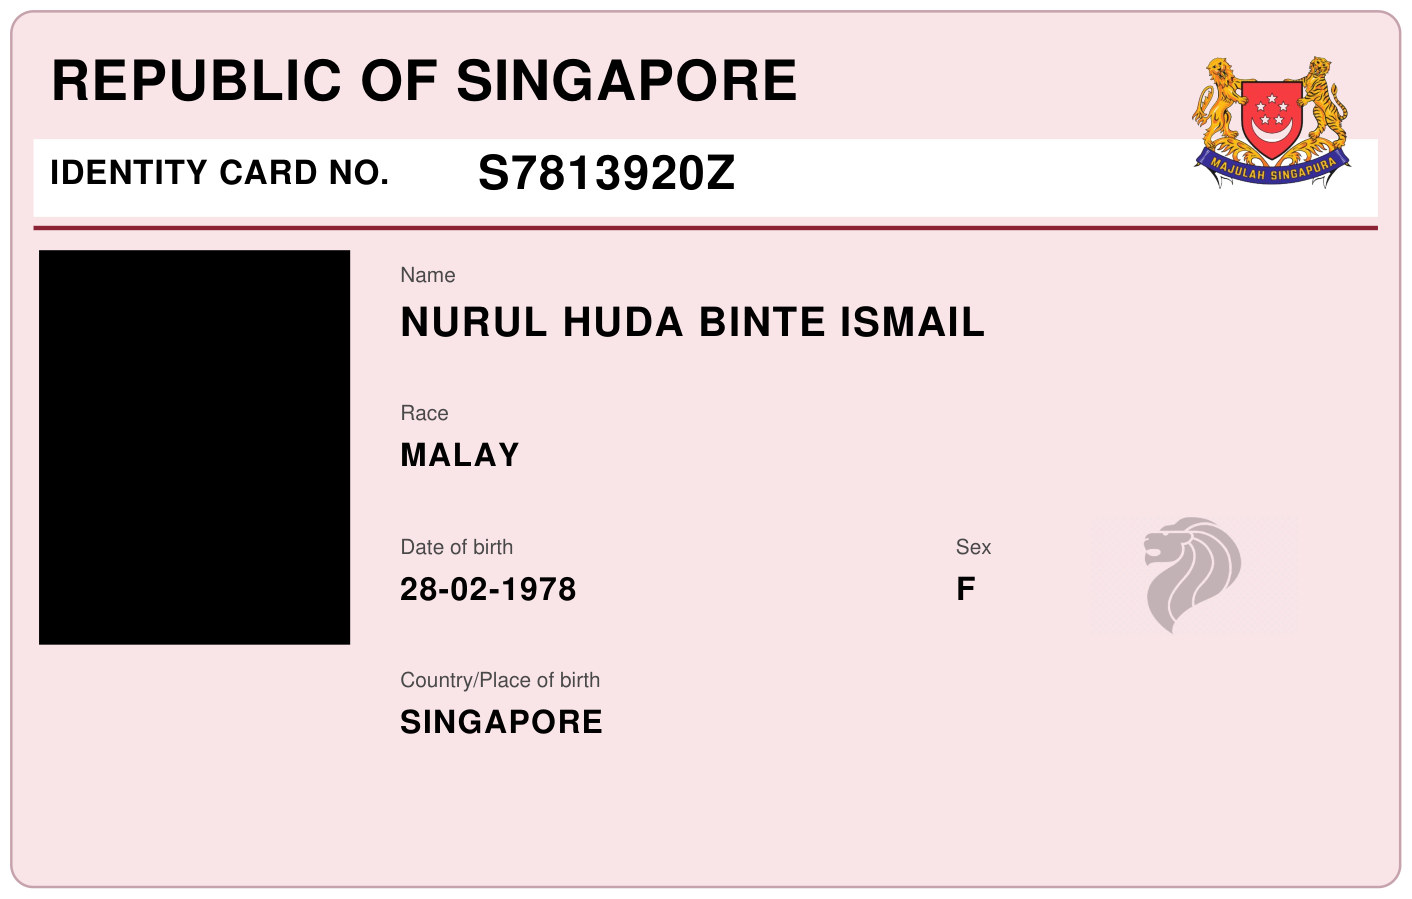 REPUBLIC OF SINGAPORE
IDENTITY CARD NO. S7813920Z
MAJULAH SINGAPURA
Name
NURUL HUDA BINTE ISMAIL
Race
MALAY
Date of birth Sex
28-02-1978 F
Country/Place of birth
SINGAPORE